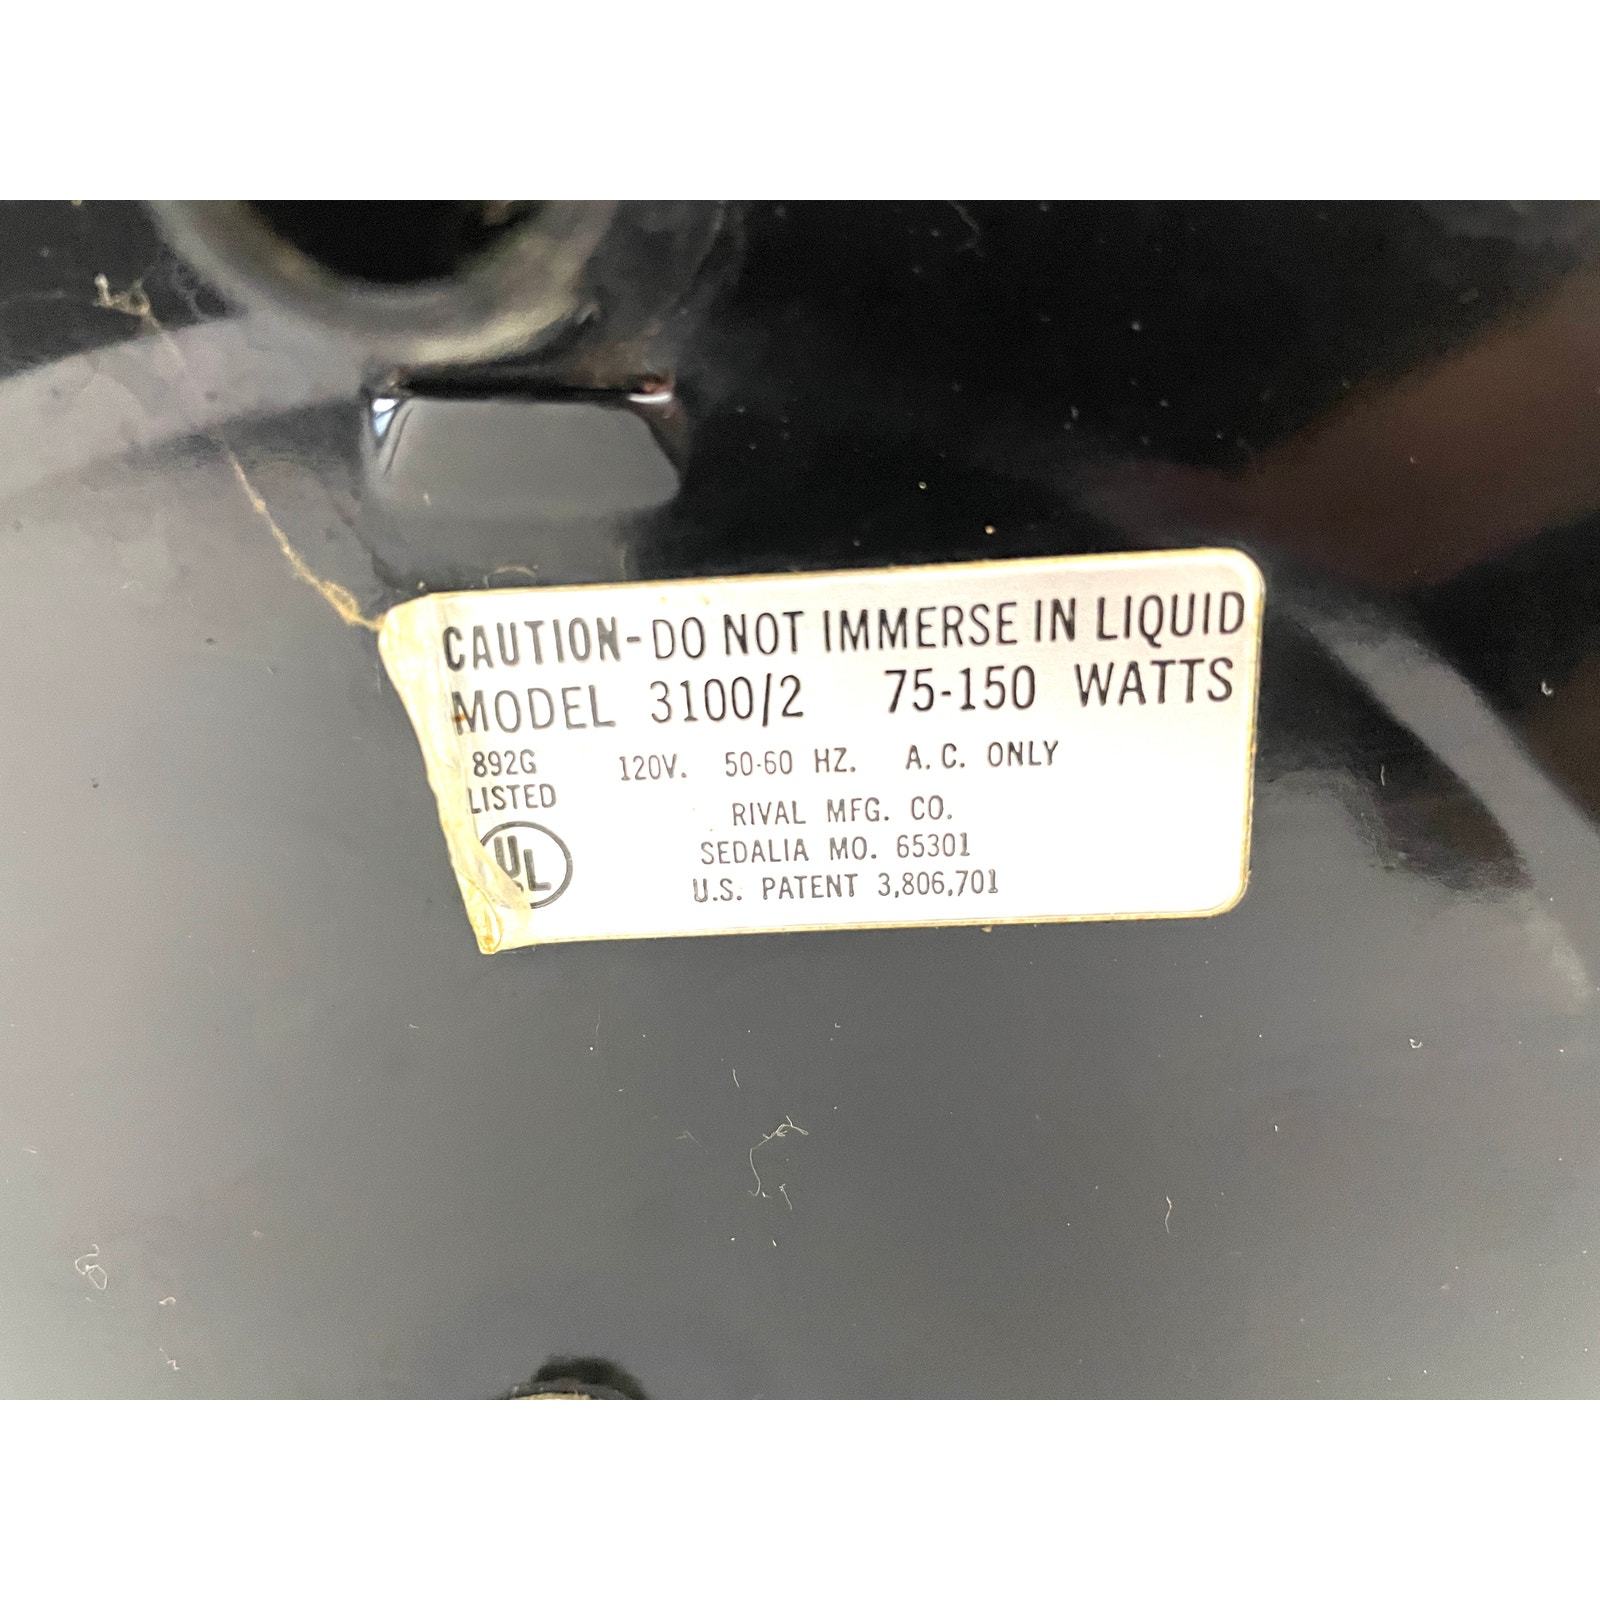 CAUTION-DO NOT IMMERSE IN LIQUID
MODEL 3100/2 75-150 WATTS
892G 120V. 50-60 HZ. A.C. ONLY
LISTED
RIVAL MFG. CO.
UL
SEDALIA MO. 65301
U.S. PATENT 3,806,701